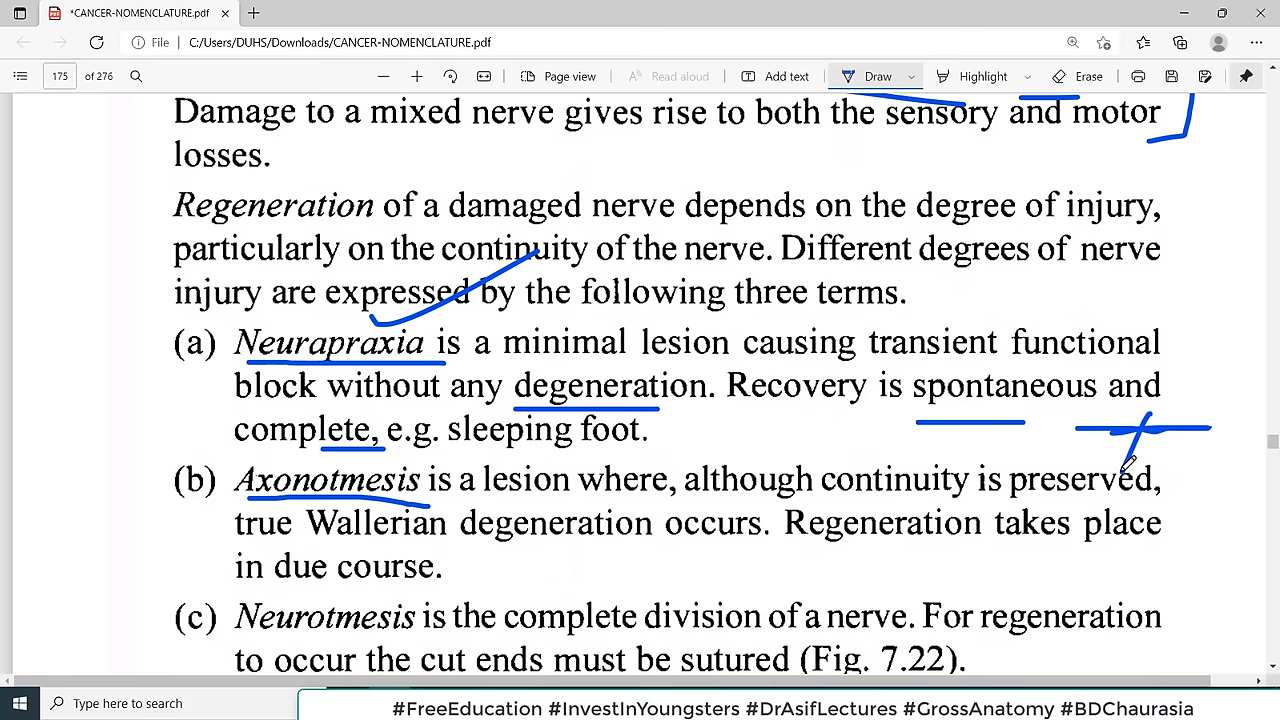 *CANCER-NOMENCLATURE.pdf
File C:/Users/DUHS/Downloads/CANCER-NOMENCLATURE.pdf
175 of 276 Page view Read aloud Add text Draw Highlight Erase
Damage to a mixed nerve gives rise to both the sensory and motor
losses.
Regeneration of a damaged nerve depends on the degree of injury,
particularly on the continuity of the nerve. Different degrees of nerve
injury are expressed by the following three terms.
(a) Neurapraxia is a minimal lesion causing transient functional
block without any degeneration. Recovery is spontaneous and
complete, e.g. sleeping foot.
(b) Axonotmesis is a lesion where, although continuity is preserved,
true Wallerian degeneration occurs. Regeneration takes place
in due course.
(c) Neurotmesis is the complete division of a nerve. For regeneration
to occur the cut ends must be sutured (Fig. 7.22).
Type here to search
#FreeEducation #InvestInYoungsters #DrAsifLectures #GrossAnatomy #BDChaurasia